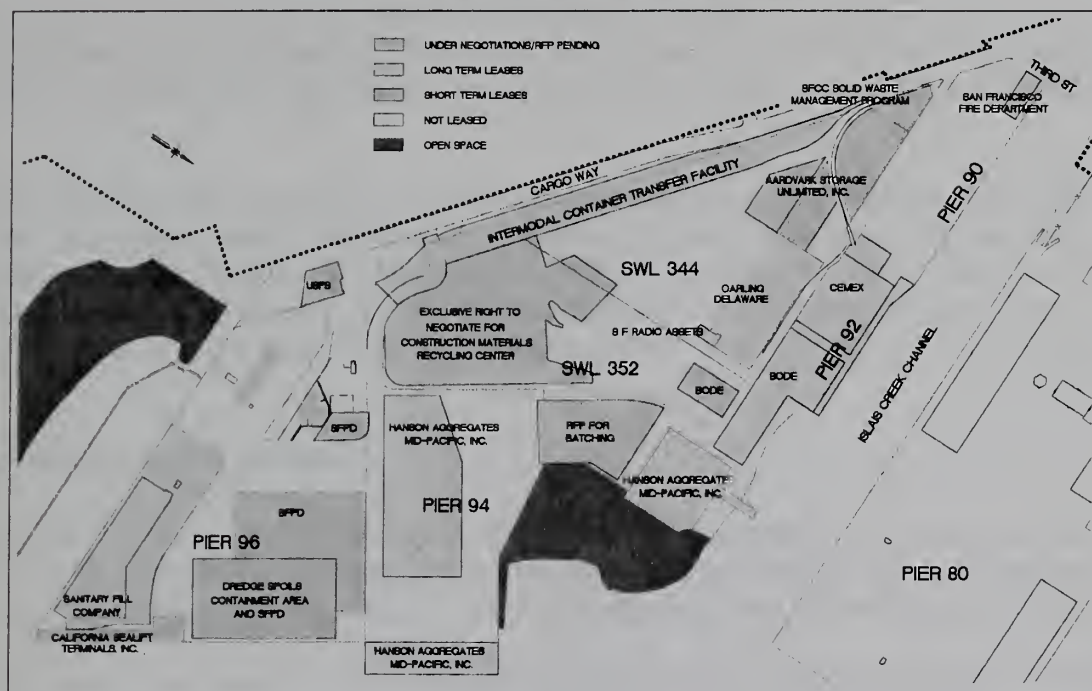 UNDER NEGOTIATIONS/RFP PENDING
LONG TERM LEASES
SHORT TERM LEASES
NOT LEASED
OPEN SPACE
SFCC SOLID WASTE
MANAGEMENT PROGRAM
THIRD ST
SAN FRANCISCO
FIRE DEPARTMENT
CARGO WAY
INTERMODAL CONTAINER TRANSFER FACILITY
AARDVARK STORAGE
UNLIMITED, INC.
PIER 90
USPS
SWL 344
DARLING
DELAWARE
CEMEX
EXCLUSIVE RIGHT TO
NEGOTIATE FOR
CONSTRUCTION MATERIALS
RECYCLING CENTER
S F RADIO ASSETS
PIER 92
SWL 352
BODE
BODE
ISLAIS CREEK CHANNEL
SFPD
HANSON AGGREGATES
MID-PACIFIC, INC.
RFP FOR
BATCHING
HANSON AGGREGATES
MID-PACIFIC, INC.
PIER 94
SFPD
PIER 96
PIER 80
DREDGE SPOILS
CONTAINMENT AREA
AND SFPD
SANITARY FILL
COMPANY
CALIFORNIA SEALIFT
TERMINALS, INC.
HANSON AGGREGATES
MID-PACIFIC, INC.